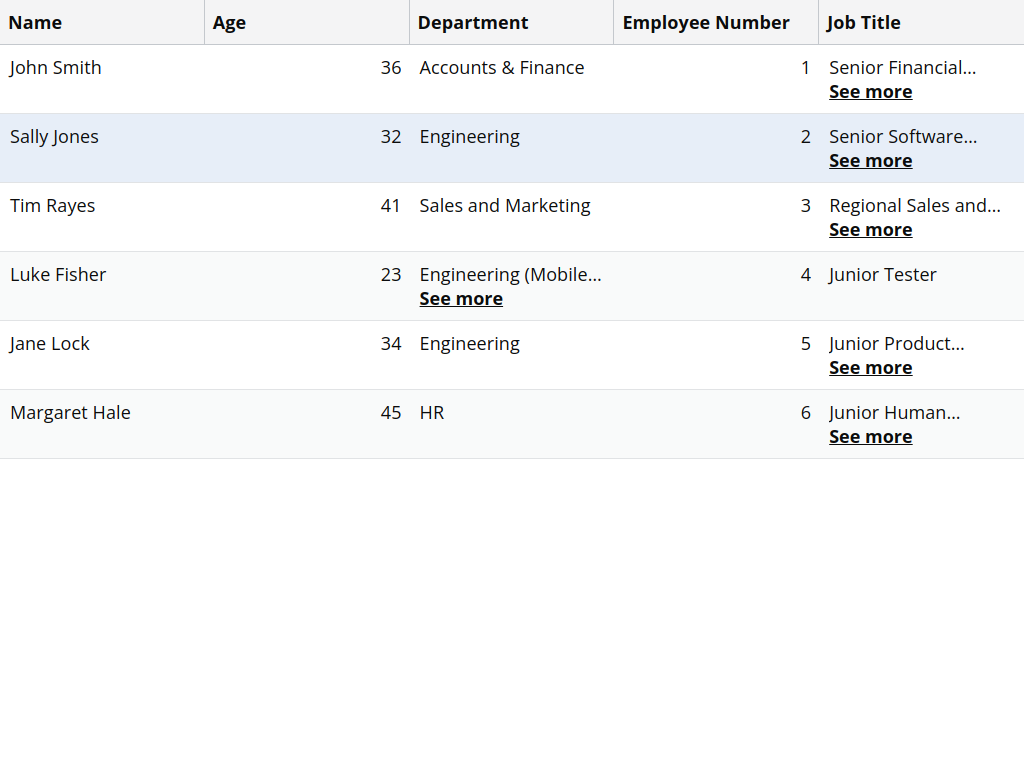 Name Age Department Employee Number Job Title
John Smith 36 Accounts & Finance 1 Senior Financial...
See more
Sally Jones 32 Engineering 2 Senior Software...
See more
Tim Rayes 41 Sales and Marketing 3 Regional Sales and...
See more
Luke Fisher 23 Engineering (Mobile... 4 Junior Tester
See more
Jane Lock 34 Engineering 5 Junior Product...
See more
Margaret Hale 45 HR 6 Junior Human...
See more